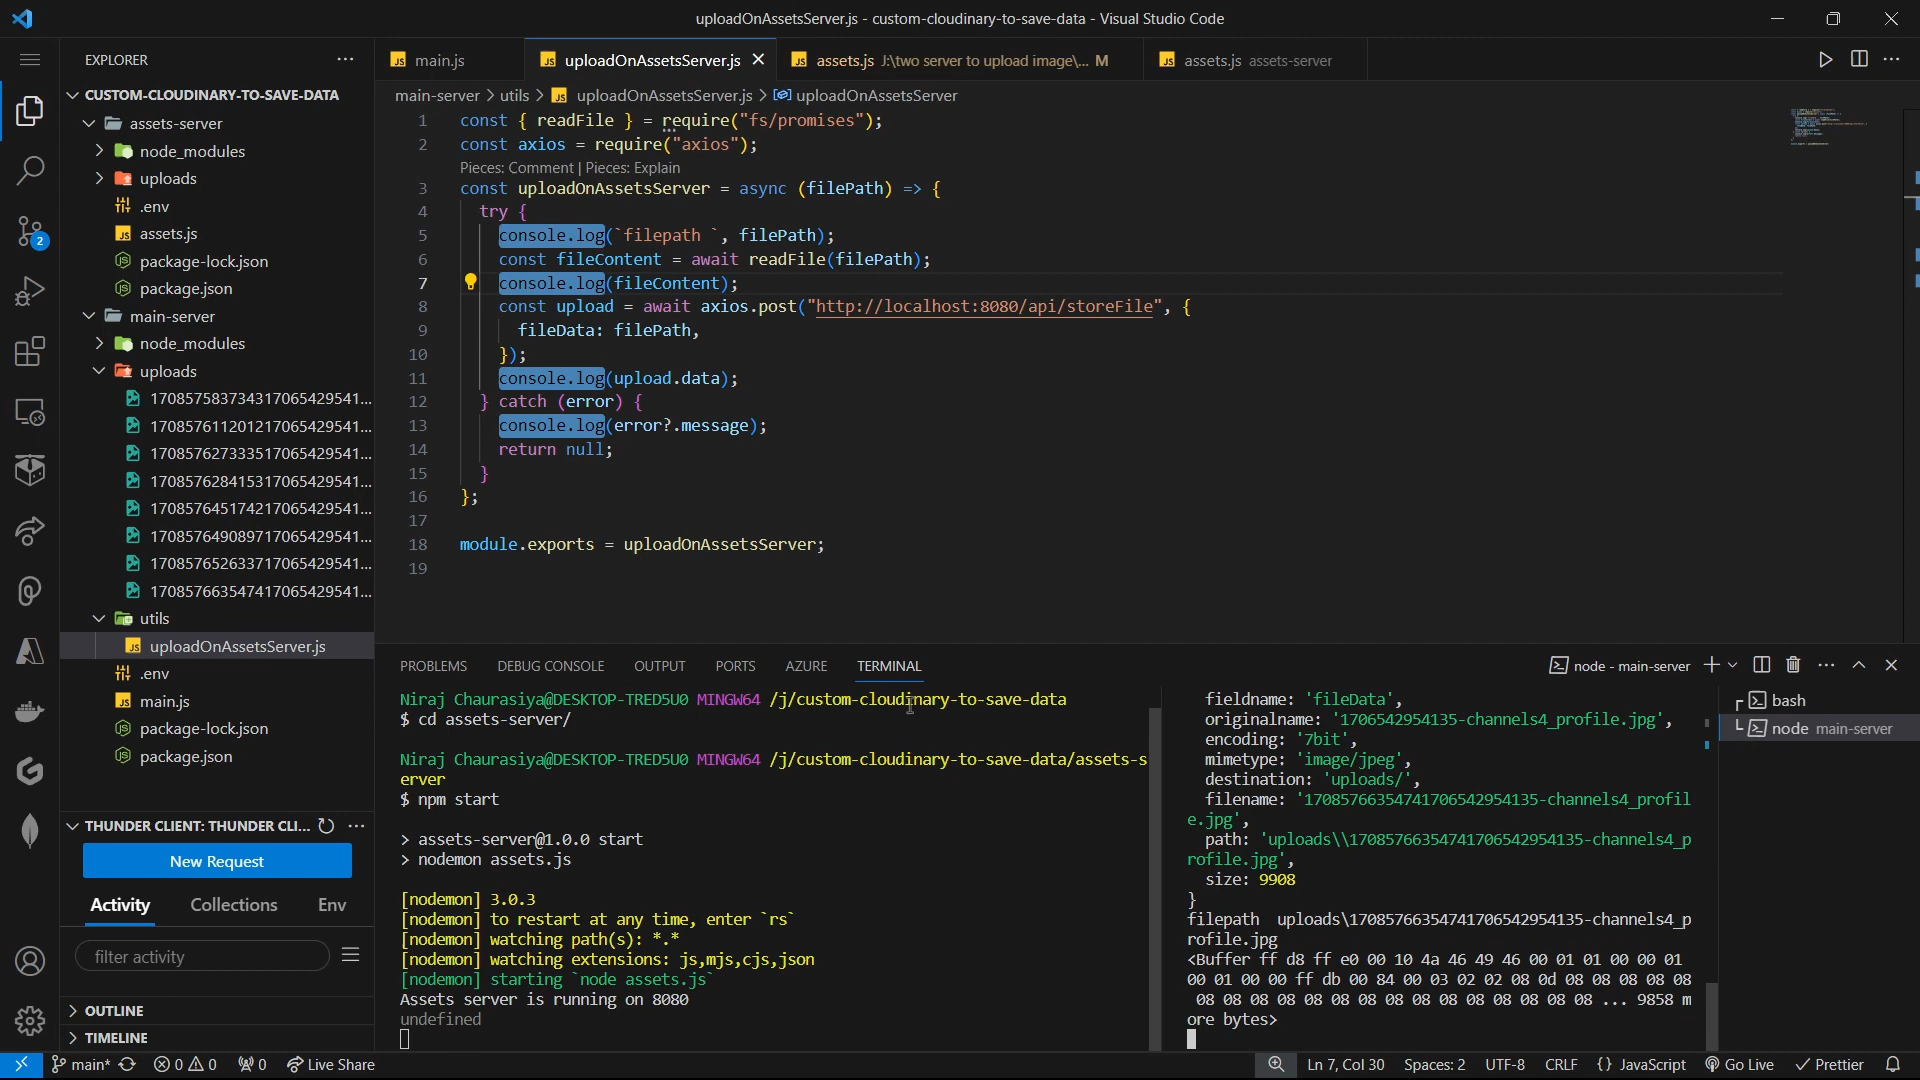 uploadOnAssetsServer.js - custom-cloudinary-to-save-data - Visual Studio Code
EXPLORER
CUSTOM-CLOUDINARY-TO-SAVE-DATA
assets-server
node_modules
uploads
.env
assets.js
package-lock.json
package.json
main-server
node_modules
uploads
170857583734317065429541...
170857611201217065429541...
170857627333517065429541...
170857628415317065429541...
170857645174217065429541...
170857649089717065429541...
170857652633717065429541...
170857663547417065429541...
utils
uploadOnAssetsServer.js
.env
main.js
package-lock.json
package.json
2
THUNDER CLIENT: THUNDER CLI...
New Request
Activity Collections Env
filter activity
OUTLINE
TIMELINE
main.js
uploadOnAssetsServer.js
assets.js J:\two server to upload image\... M
assets.js assets-server
main-server > utils > uploadOnAssetsServer.js > uploadOnAssetsServer
1 const { readFile } = require("fs/promises");
2 const axios = require("axios");
Pieces: Comment | Pieces: Explain
3 const uploadOnAssetsServer = async (filePath) => {
4 try {
5 console.log(`filepath `, filePath);
6 const fileContent = await readFile(filePath);
7 console.log(fileContent);
8 const upload = await axios.post("http://localhost:8080/api/storeFile", {
9 fileData: filePath,
10 });
11 console.log(upload.data);
12 } catch (error) {
13 console.log(error?.message);
14 return null;
15 }
16 };
17
18 module.exports = uploadOnAssetsServer;
19
PROBLEMS DEBUG CONSOLE OUTPUT PORTS AZURE TERMINAL
node - main-server
Niraj Chaurasiya@DESKTOP-TRED5U0 MINGW64 /j/custom-cloudinary-to-save-data
$ cd assets-server/
Niraj Chaurasiya@DESKTOP-TRED5U0 MINGW64 /j/custom-cloudinary-to-save-data/assets-s
erver
$ npm start
> assets-server@1.0.0 start
> nodemon assets.js
[nodemon] 3.0.3
[nodemon] to restart at any time, enter `rs`
[nodemon] watching path(s): *.*
[nodemon] watching extensions: js,mjs,cjs,json
[nodemon] starting `node assets.js`
Assets server is running on 8080
undefined
fieldname: 'fileData',
originalname: '1706542954135-channels4_profile.jpg',
encoding: '7bit',
mimetype: 'image/jpeg',
destination: 'uploads/',
filename: '17085766354741706542954135-channels4_profil
e.jpg',
path: 'uploads\\17085766354741706542954135-channels4_p
rofile.jpg',
size: 9908
}
filepath uploads\17085766354741706542954135-channels4_p
rofile.jpg
<Buffer ff d8 ff e0 00 10 4a 46 49 46 00 01 01 00 00 01
00 01 00 00 ff db 00 84 00 03 02 02 08 0d 08 08 08 08
08 08 08 08 08 08 08 08 08 08 08 08 08 08 08 ... 9858 m
ore bytes>
bash
node main-server
main* 0 0 0 Live Share
Ln 7, Col 30 Spaces: 2 UTF-8 CRLF {} JavaScript Go Live Prettier